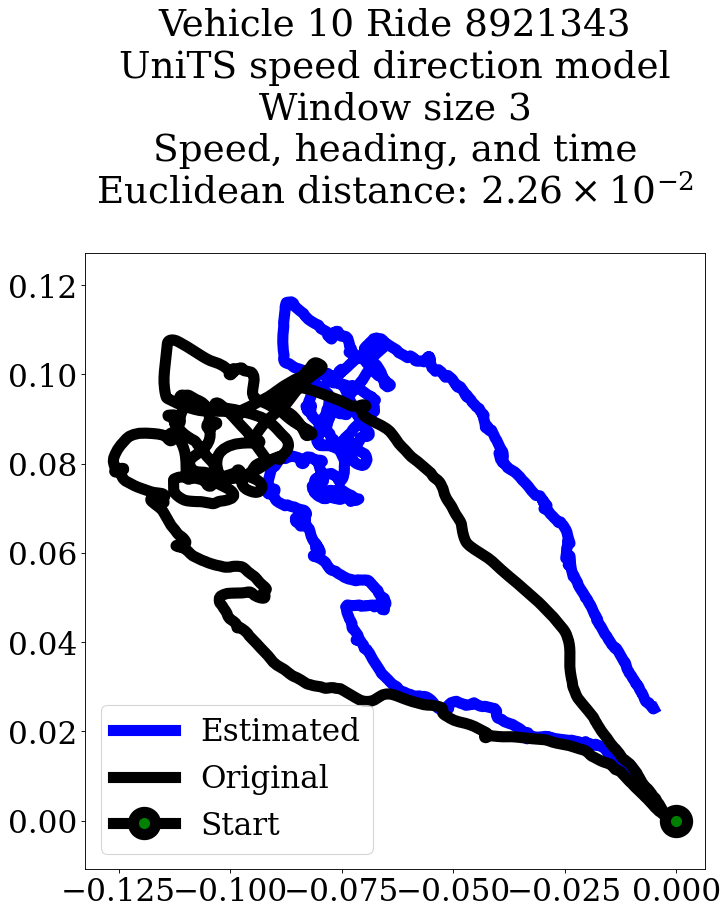 Vehicle 10 Ride 8921343
UniTS speed direction model
Window size 3
Speed, heading, and time
Euclidean distance: 2.26 × 10⁻²
0.12
0.10
0.08
0.06
0.04
0.02
0.00
Estimated
Original
Start
−0.125 −0.100 −0.075 −0.050 −0.025 0.000